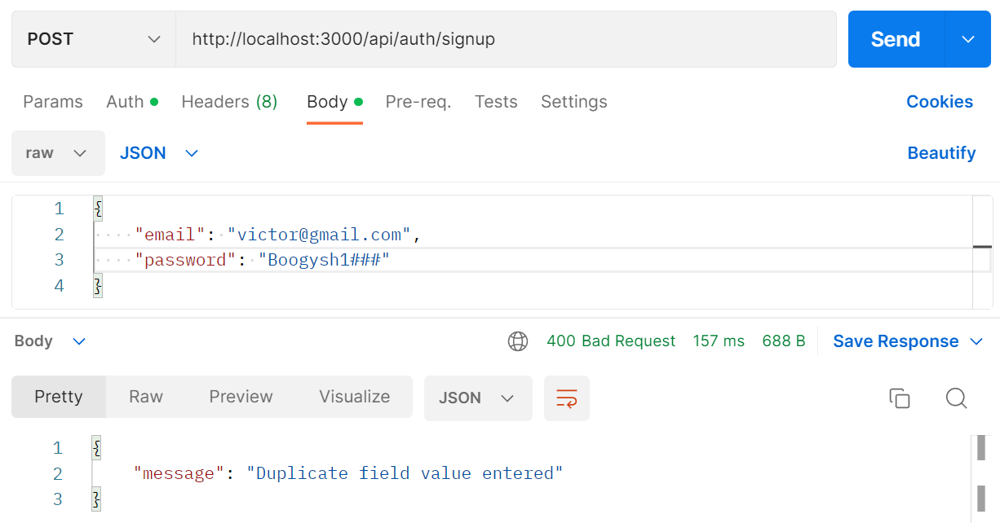 POST http://localhost:3000/api/auth/signup Send
Params Auth Headers (8) Body Pre-req. Tests Settings Cookies
raw JSON Beautify
1 {
2 "email": "victor@gmail.com",
3 "password": "Boogysh1###"
4 }
Body 400 Bad Request 157 ms 688 B Save Response
Pretty Raw Preview Visualize JSON
1 {
2 "message": "Duplicate field value entered"
3 }